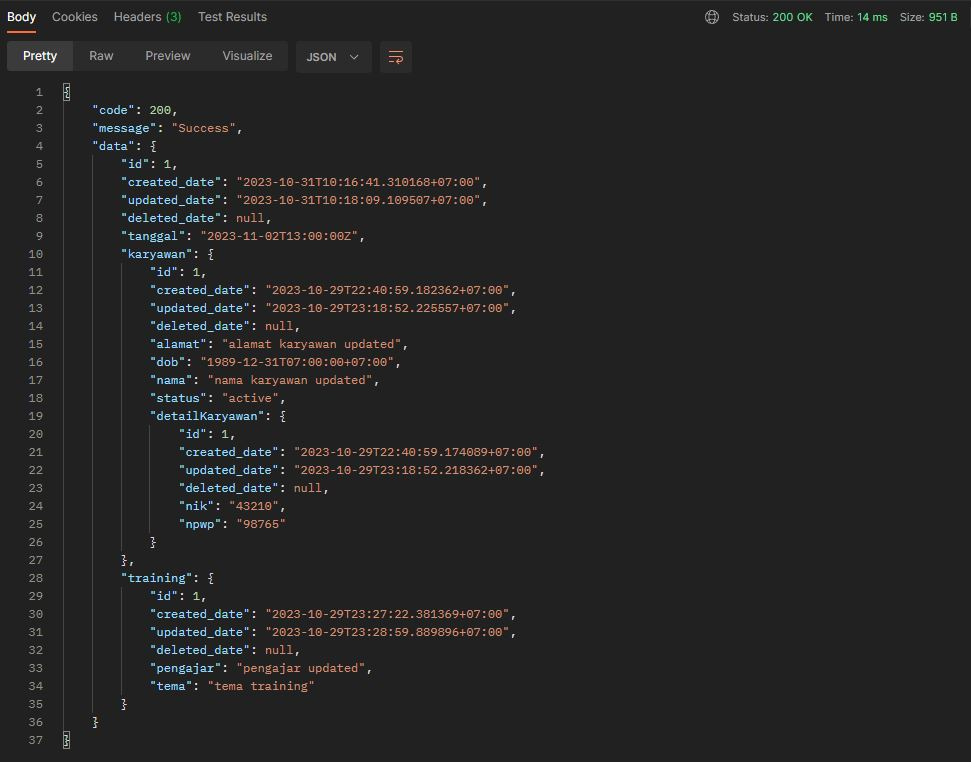 Body Cookies Headers (3) Test Results Status: 200 OK Time: 14 ms Size: 951 B
Pretty Raw Preview Visualize JSON
1 {
2 "code": 200,
3 "message": "Success",
4 "data": {
5 "id": 1,
6 "created_date": "2023-10-31T10:16:41.310168+07:00",
7 "updated_date": "2023-10-31T10:18:09.109507+07:00",
8 "deleted_date": null,
9 "tanggal": "2023-11-02T13:00:00Z",
10 "karyawan": {
11 "id": 1,
12 "created_date": "2023-10-29T22:40:59.182362+07:00",
13 "updated_date": "2023-10-29T23:18:52.225557+07:00",
14 "deleted_date": null,
15 "alamat": "alamat karyawan updated",
16 "dob": "1989-12-31T07:00:00+07:00",
17 "nama": "nama karyawan updated",
18 "status": "active",
19 "detailKaryawan": {
20 "id": 1,
21 "created_date": "2023-10-29T22:40:59.174089+07:00",
22 "updated_date": "2023-10-29T23:18:52.218362+07:00",
23 "deleted_date": null,
24 "nik": "43210",
25 "npwp": "98765"
26 }
27 },
28 "training": {
29 "id": 1,
30 "created_date": "2023-10-29T23:27:22.381369+07:00",
31 "updated_date": "2023-10-29T23:28:59.889896+07:00",
32 "deleted_date": null,
33 "pengajar": "pengajar updated",
34 "tema": "tema training"
35 }
36 }
37 }